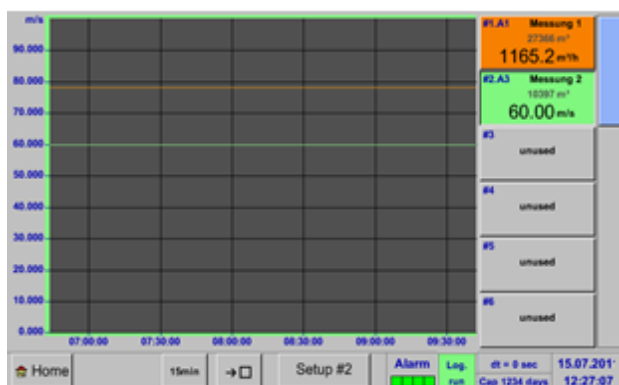 m/s
90.000
80.000
70.000
60.000
50.000
40.000
30.000
20.000
10.000
0.000
07:00:00 07:30:00 08:00:00 08:30:00 09:00:00 09:30:00
#1.A1 Messung 1
27366 m³
1165.2 m³/h
#2.A3 Messung 2
10397 m³
60.00 m/s
#3
unused
#4
unused
#5
unused
#6
unused
Home
15min
Setup #2
Alarm
Log.
run
dt = 0 sec
Cap 1234 days
15.07.201
12:27:07